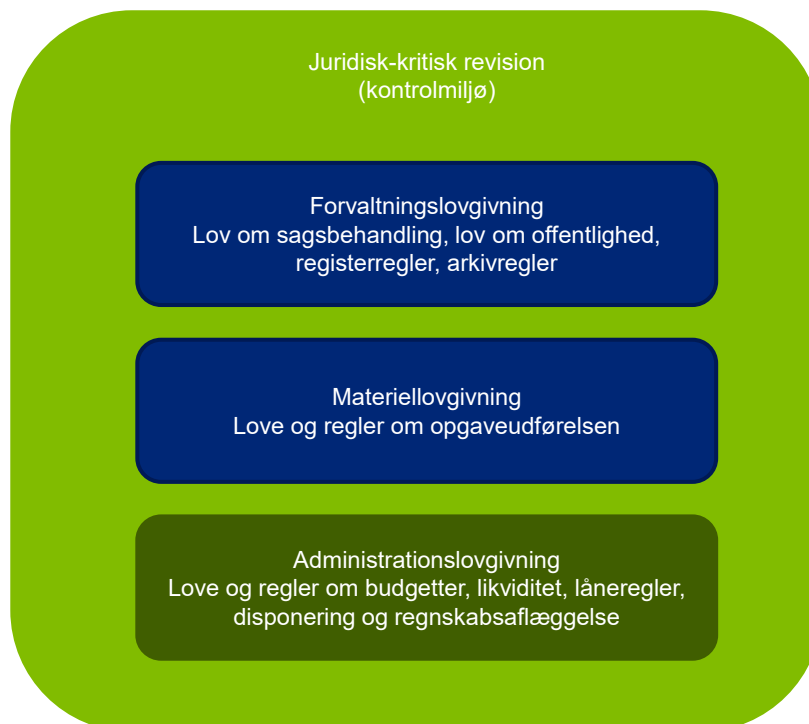 Juridisk-kritisk revision
(kontrolmiljø)
Forvaltningslovgivning
Lov om sagsbehandling, lov om offentlighed,
registerregler, arkivregler
Materiellovgivning
Love og regler om opgaveudførelsen
Administrationslovgivning
Love og regler om budgetter, likviditet, låneregler,
disponering og regnskabsaflæggelse